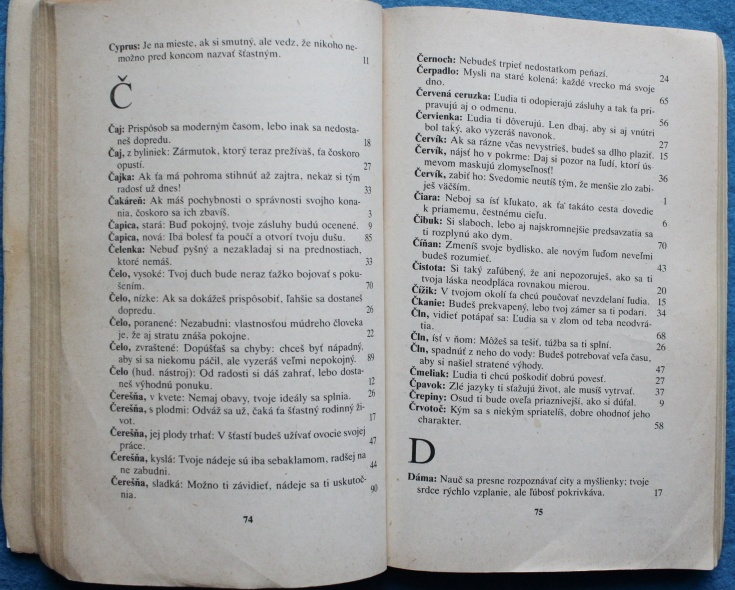 Cyprus: Je na mieste, ak si smutný, ale vedz, že nikoho ne-
možno pred koncom nazvať šťastným. 11
Č
Čaj: Prispôsob sa moderným časom, lebo inak sa nedosta-
neš dopredu. 18
Čaj, z byliniek: Zármutok, ktorý teraz prežívaš, ťa čoskoro
opustí. 27
Čajka: Ak ťa má pohroma stihnúť až zajtra, nekaz si tým
radosť už dnes! 33
Čakáreň: Ak máš pochybnosti o správnosti svojho kona-
nia, čoskoro sa ich zbavíš. 3
Čapica, stará: Buď pokojný, tvoje zásluhy budú ocenené. 9
Čapica, nová: Iba bolesť ťa poučí a otvorí tvoju dušu. 85
Čelenka: Nebuď pyšný a nezakladaj si na prednostiach,
ktoré nemáš. 33
Čelo, vysoké: Tvoj duch bude neraz ťažko bojovať s poku-
šením. 70
Čelo, nízke: Ak sa dokážeš prispôsobiť, ľahšie sa dostaneš
dopredu. 26
Čelo, poranené: Nezabudni: vlastnosťou múdreho človeka
je, že aj stratu znáša pokojne. 22
Čelo, zvraštené: Dopúšťaš sa chyby: chceš byť nápadný,
aby si sa niekomu páčil, ale vyzeráš veľmi nepokojný. 89
Čelo (hud. nástroj): Od radosti si dáš zahrať, lebo dosta-
neš výhodnú ponuku. 12
Čerešňa, v kvete: Nemaj obavy, tvoje ideály sa splnia. 26
Čerešňa, s plodmi: Odváž sa už, čaká ťa šťastný rodinný ži-
vot. 17
Čerešňa, jej plody trhať: V šťastí budeš užívať ovocie svojej
práce. 47
Čerešňa, kyslá: Tvoje nádeje sú iba sebaklamom, radšej na
ne zabudni. 44
Čerešňa, sladká: Možno ti závidieť, nádeje sa ti uskutoč-
nia. 90
74
Černoch: Nebudeš trpieť nedostatkom peňazí. 24
Čerpadlo: Mysli na staré kolená: každé vrecko má svoje
dno. 65
Červená ceruzka: Ľudia ti odopierajú zásluhy a tak ťa pri-
pravujú aj o odmenu. 56
Červienka: Ľudia ti dôverujú. Len dbaj, aby si aj vnútri
bol taký, ako vyzeráš navonok. 27
Červík: Ak sa rázne včas nevystrieš, budeš sa dlho plaziť. 15
Červík, nájsť ho v pokrme: Daj si pozor na ľudí, ktorí ús-
mevom maskujú zlomyseľnosť! 36
Červík, zabiť ho: Svedomie neutíš tým, že menšie zlo zabi-
ješ väčším. 1
Čiara: Neboj sa ísť kľukato, ak ťa takáto cesta dovedie
k priamemu, čestnému cieľu. 6
Čibuk: Si slaboch, lebo aj najskromnejšie predsavzatia sa
ti rozplynú ako dym. 70
Číňan: Zmeníš svoje bydlisko, ale novým ľuďom neveľmi
budeš rozumieť. 43
Čistota: Si taký zaľúbený, že ani nepozoruješ, ako sa ti
tvoja láska neodpláca rovnakou mierou. 20
Čížik: V tvojom okolí ťa chcú poučovať nevzdelaní ľudia. 15
Čkanie: Budeš prekvapený, lebo tvoj zámer sa ti podarí. 34
Čln, vidieť potápať sa: Ľudia sa v zlom od teba neodvrá-
tia. 68
Čln, ísť v ňom: Môžeš sa tešiť, túžba sa ti splní. 26
Čln, spadnúť z neho do vody: Budeš potrebovať veľa času,
aby si našiel stratené výhody. 47
Čmeliak: Ľudia ti chcú poškodiť dobrú povesť. 27
Čpavok: Zlé jazyky ti sťažujú život, ale musíš vytrvať. 37
Črepiny: Osud ti bude oveľa priaznivejší, ako si dúfal. 9
Črvotoč: Kým sa s niekým spriatelíš, dobre ohodnoť jeho
charakter. 58
D
Dáma: Nauč sa presne rozpoznávať city a myšlienky; tvoje
srdce rýchlo vzplanie, ale ľúbosť pokrivkáva. 17
75